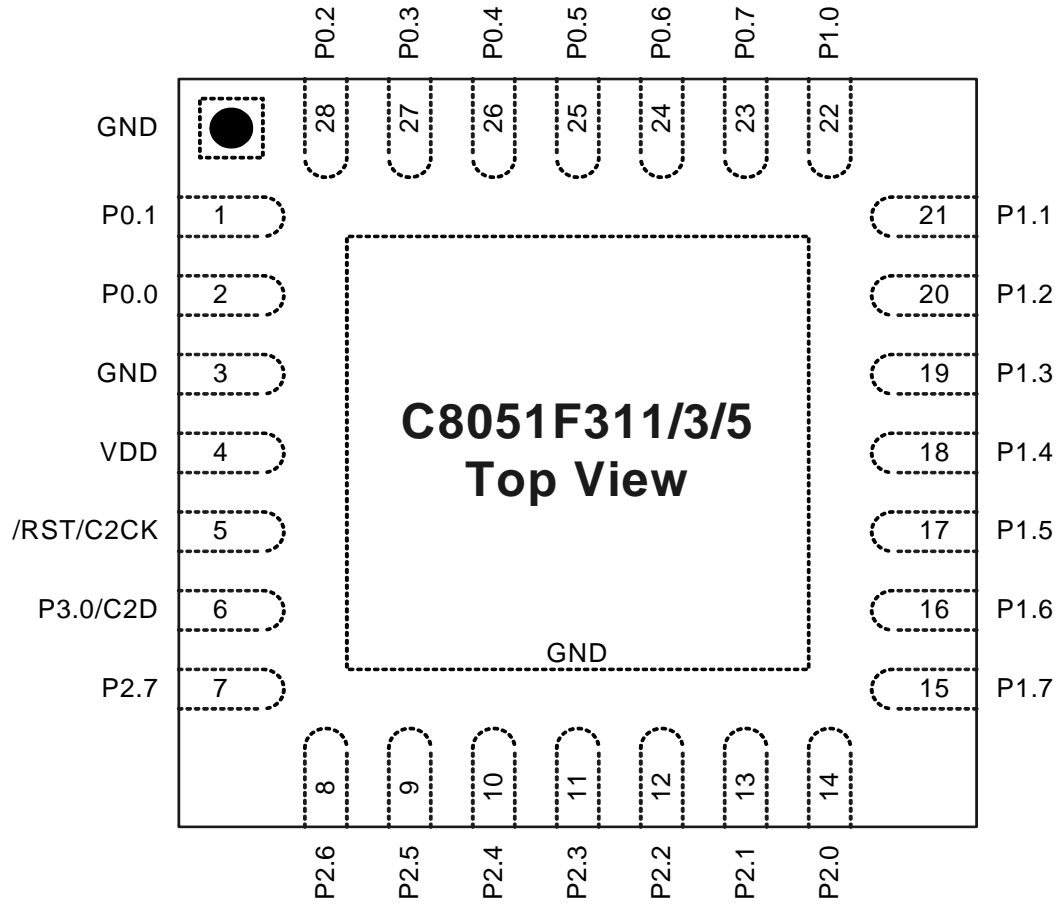 P0.2 P0.3 P0.4 P0.5 P0.6 P0.7 P1.0
28 27 26 25 24 23 22
GND
P0.1 1 21 P1.1
P0.0 2 20 P1.2
GND 3 19 P1.3
VDD 4 18 P1.4
/RST/C2CK 5 17 P1.5
P3.0/C2D 6 16 P1.6
P2.7 7 15 P1.7
C8051F311/3/5
Top View
GND
8 9 10 11 12 13 14
P2.6 P2.5 P2.4 P2.3 P2.2 P2.1 P2.0